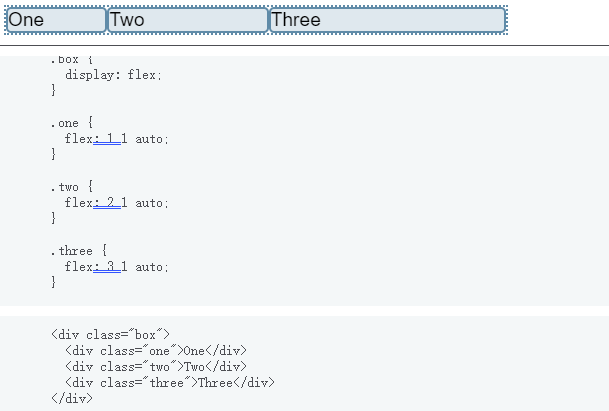 One Two Three
.box {
  display: flex;
}
.one {
  flex: 1 1 auto;
}
.two {
  flex: 2 1 auto;
}
.three {
  flex: 3 1 auto;
}
<div class="box">
  <div class="one">One</div>
  <div class="two">Two</div>
  <div class="three">Three</div>
</div>